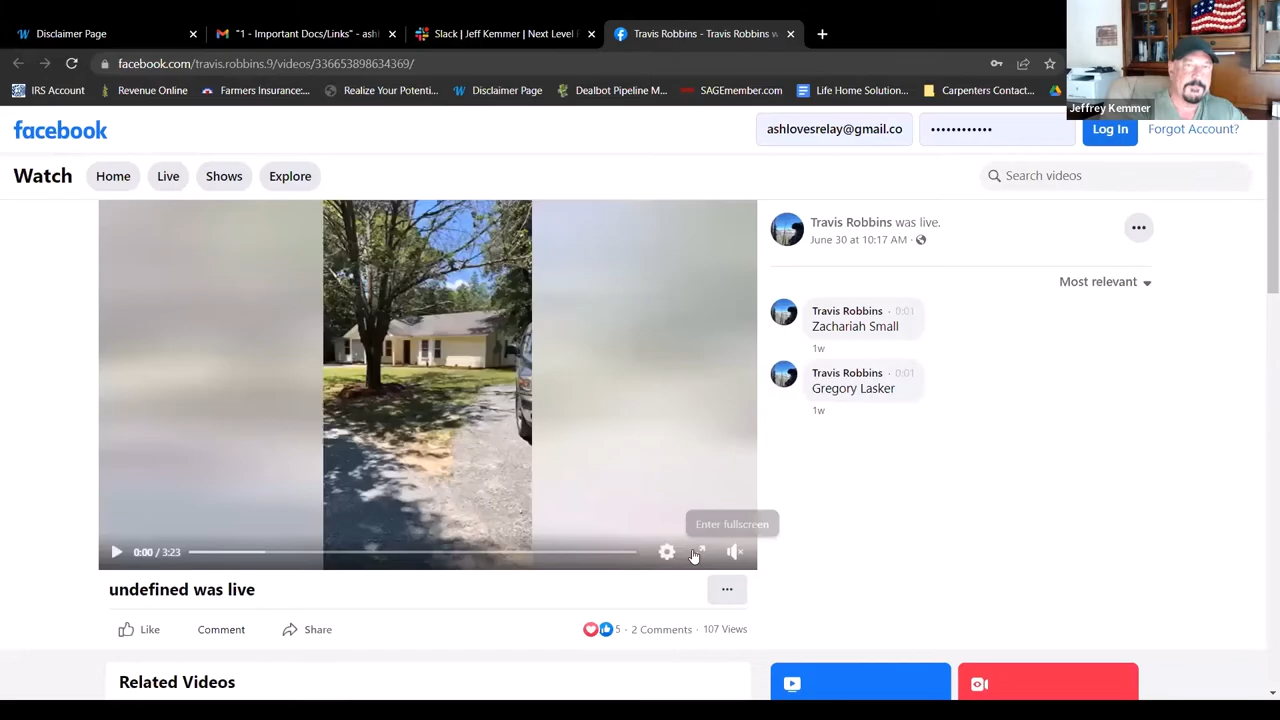 Disclaimer Page
"1 - Important Docs/Links" - ash
Slack | Jeff Kemmer | Next Level
Travis Robbins - Travis Robbins w
facebook.com/travis.robbins.9/videos/336653898634369/
IRS Account
Revenue Online
Farmers Insurance:...
Realize Your Potenti...
Disclaimer Page
Dealbot Pipeline M...
SAGEmember.com
Life Home Solution...
Carpenters Contact...
Jeffrey Kemmer
facebook
ashlovesrelay@gmail.co
••••••••••••
Log In
Forgot Account?
Watch
Home
Live
Shows
Explore
Search videos
Travis Robbins was live.
June 30 at 10:17 AM ·
Most relevant
Travis Robbins · 0:01
Zachariah Small
1w
Travis Robbins · 0:01
Gregory Lasker
1w
Enter fullscreen
0:00 / 3:23
undefined was live
Like
Comment
Share
5 · 2 Comments · 107 Views
Related Videos